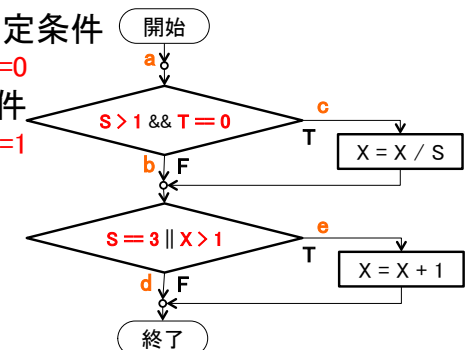 定条件
=0
件
=1
開始
a
S > 1 && T == 0
c
T
X = X / S
b
F
S == 3 || X > 1
e
T
X = X + 1
d
F
終了